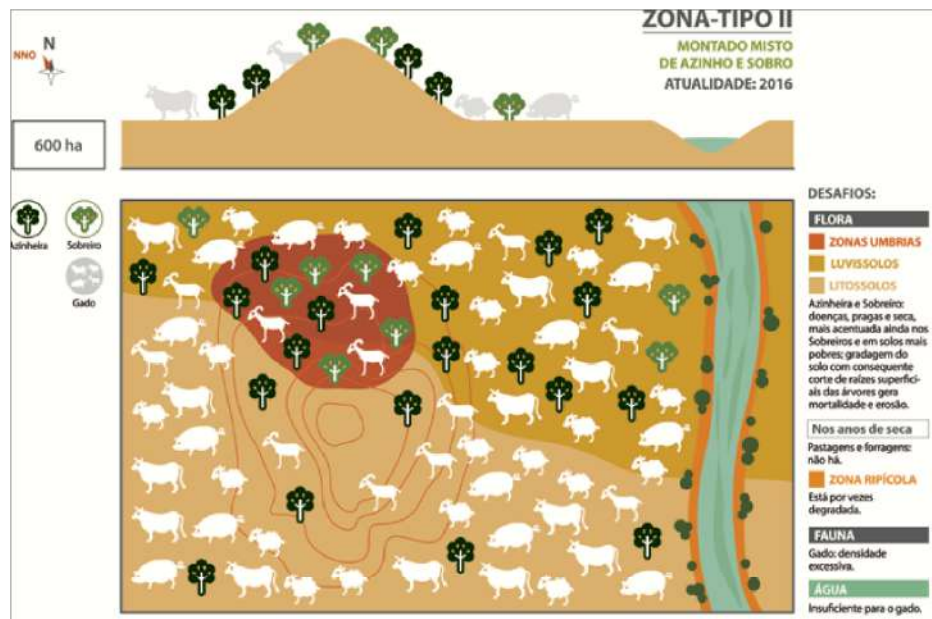 ZONA-TIPO II
MONTADO MISTO
DE AZINHO E SOBRO
ATUALIDADE: 2016
N
NNO
600 ha
Azinheira
Sobreiro
Gado
DESAFIOS:
FLORA
ZONAS UMBRIAS
LUVISSOLOS
LITOSSOLOS
Azinheira e Sobreiro:
doenças, pragas e seca,
mais acentuada ainda nos
Sobreiros e em solos mais
pobres; gradagem do
solo com consequente
corte de raízes superfici-
ais das árvores gera
mortalidade e erosão.
Nos anos de seca
Pastagens e forragens:
não há.
ZONA RIPÍCOLA
Está por vezes
degradada.
FAUNA
Gado: densidade
excessiva.
ÁGUA
Insuficiente para o gado.